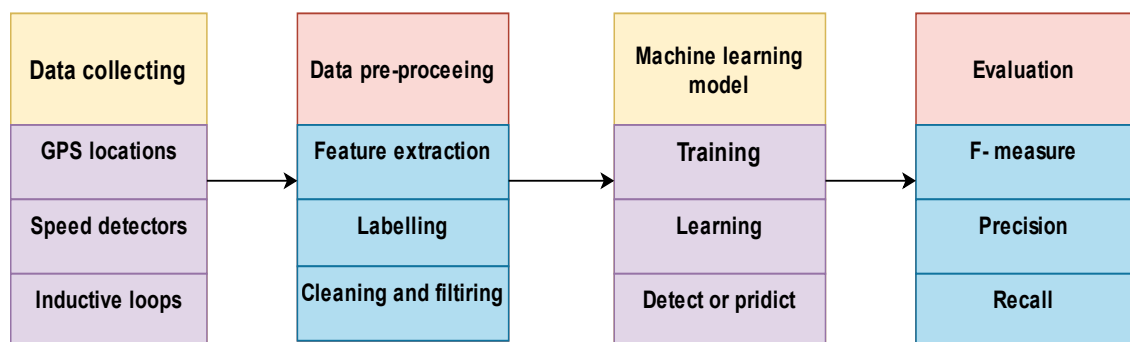 Data collecting
GPS locations
Speed detectors
Inductive loops
Data pre-proceeing
Feature extraction
Labelling
Cleaning and filtiring
Machine learning
model
Training
Learning
Detect or pridict
Evaluation
F- measure
Precision
Recall